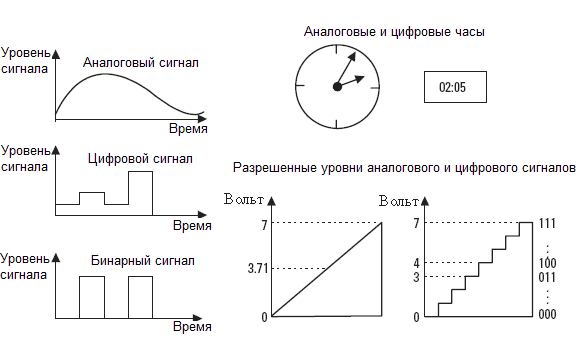 Уровень
сигнала
Аналоговый сигнал
Время
Уровень
сигнала
Цифровой сигнал
Время
Уровень
сигнала
Бинарный сигнал
Время
Аналоговые и цифровые часы
02:05
Разрешенные уровни аналогового и цифрового сигналов
Вольт
7
3.71
0
Вольт
7
4
3
0
111
100
011
000